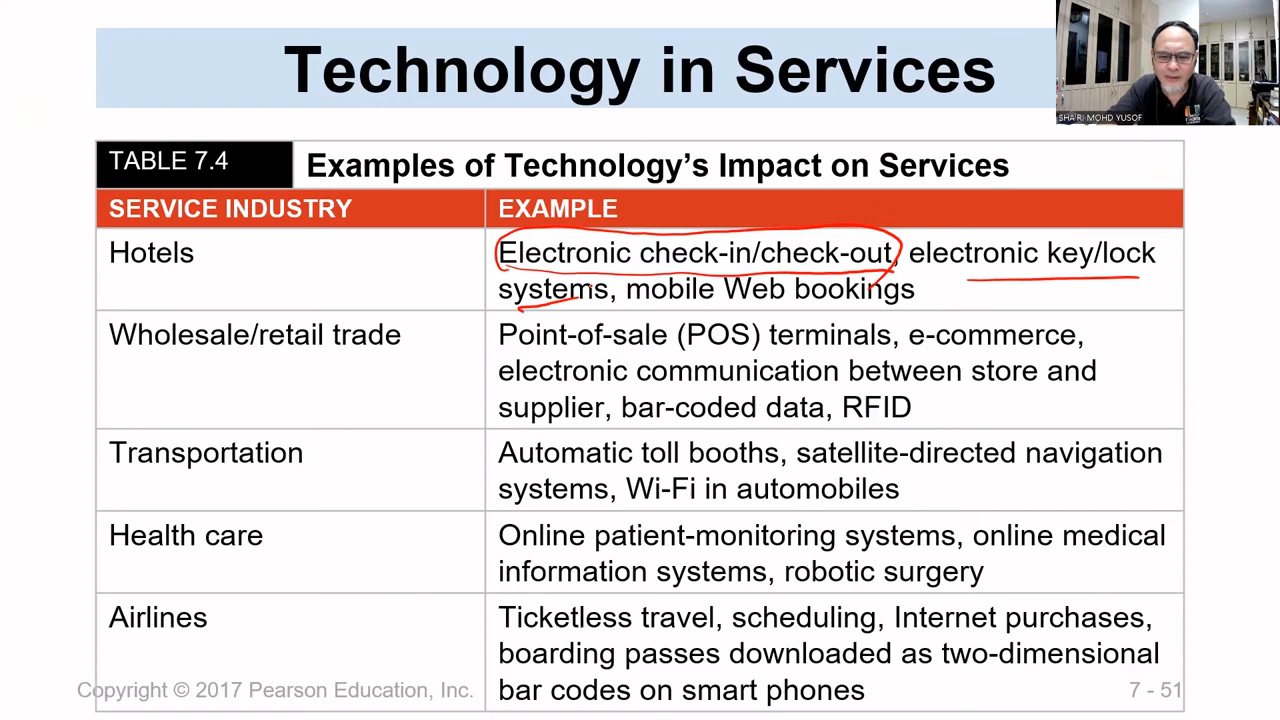 Technology in Services
SHA'RI MOHD YUSOF
TABLE 7.4
Examples of Technology's Impact on Services
SERVICE INDUSTRY
EXAMPLE
Hotels
Electronic check-in/check-out, electronic key/lock
systems, mobile Web bookings
Wholesale/retail trade
Point-of-sale (POS) terminals, e-commerce,
electronic communication between store and
supplier, bar-coded data, RFID
Transportation
Automatic toll booths, satellite-directed navigation
systems, Wi-Fi in automobiles
Health care
Online patient-monitoring systems, online medical
information systems, robotic surgery
Airlines
Ticketless travel, scheduling, Internet purchases,
boarding passes downloaded as two-dimensional
bar codes on smart phones
Copyright © 2017 Pearson Education, Inc.
7 - 51